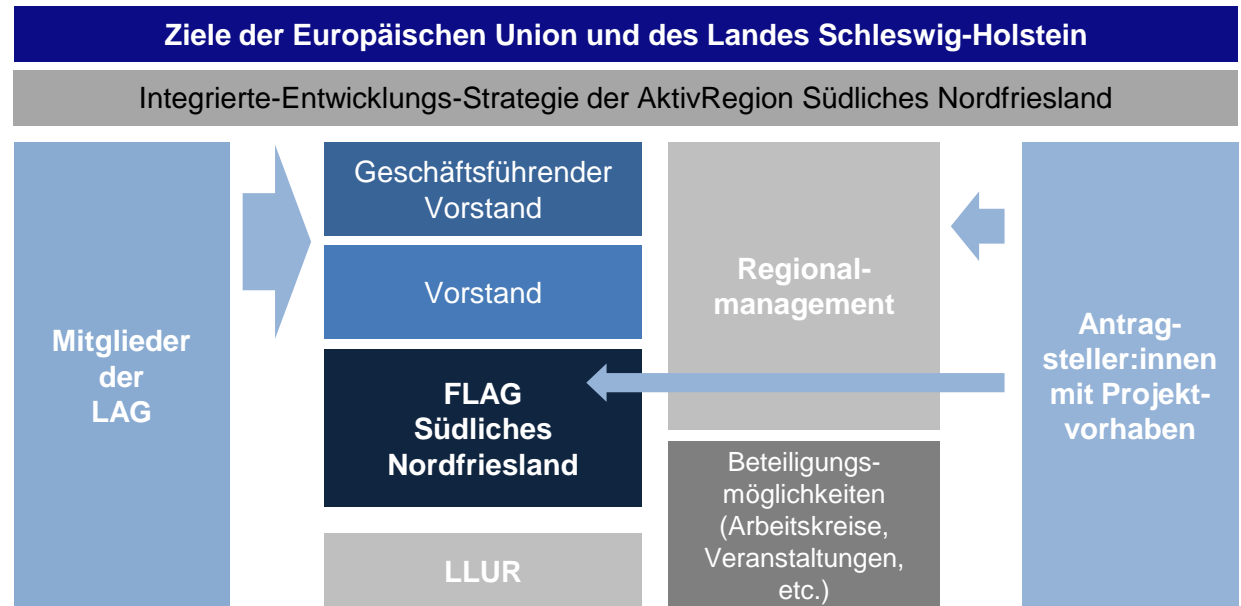 Ziele der Europäischen Union und des Landes Schleswig-Holstein
Integrierte-Entwicklungs-Strategie der AktivRegion Südliches Nordfriesland
Mitglieder
der
LAG
Geschäftsführender
Vorstand
Vorstand
FLAG
Südliches
Nordfriesland
LLUR
Regional-
management
Beteiligungs-
möglichkeiten
(Arbeitskreise,
Veranstaltungen,
etc.)
Antrag-
steller:innen
mit Projekt-
vorhaben